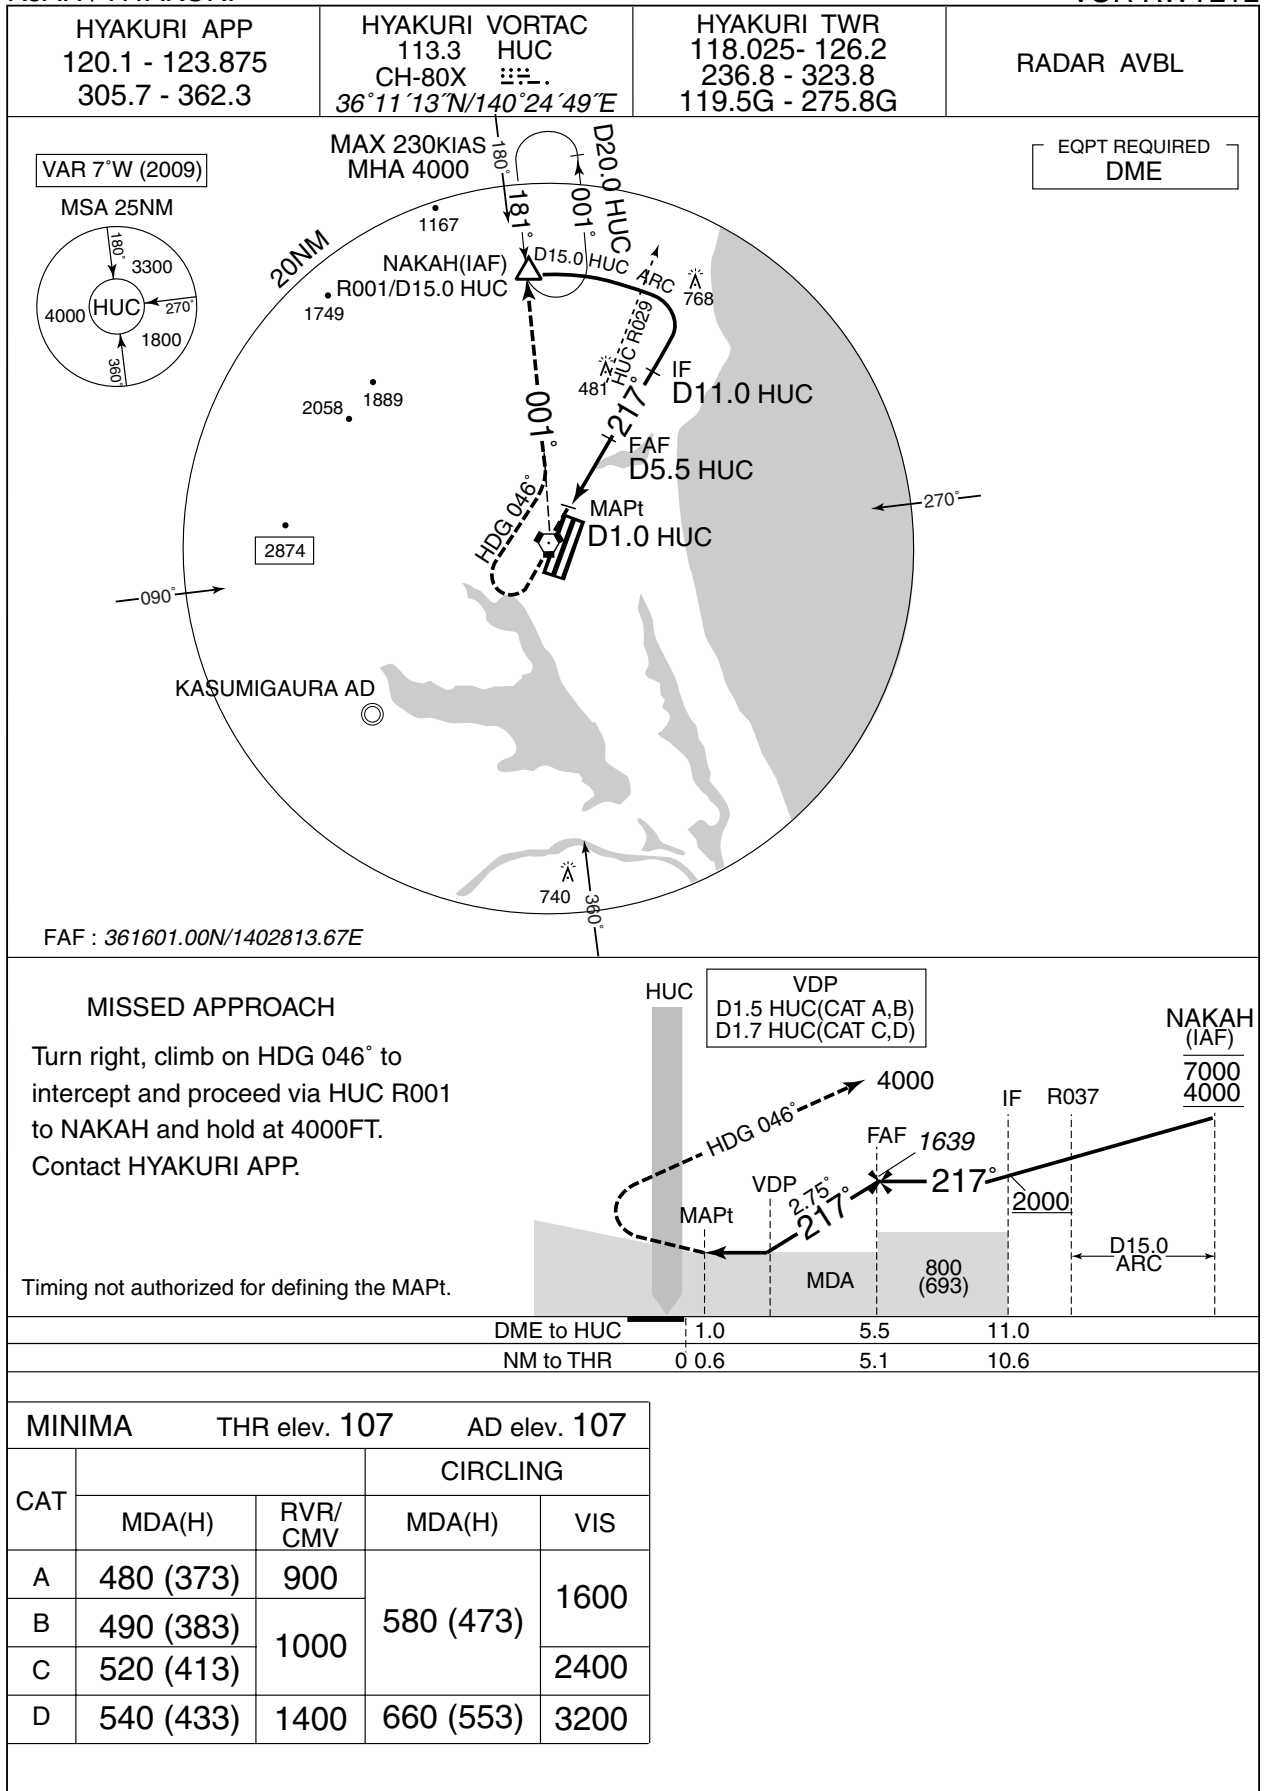 HYAKURI APP
120.1 - 123.875
305.7 - 362.3
HYAKURI VORTAC
113.3 HUC
CH-80X
36°11´13˝N/140°24´49˝E
HYAKURI TWR
118.025- 126.2
236.8 - 323.8
119.5G - 275.8G
RADAR AVBL
VAR 7°W (2009)
MSA 25NM
180°
3300
HUC
4000
270°
1800
360°
MAX 230KIAS
MHA 4000
180°
181°
001°
D20.0 HUC
EQPT REQUIRED
DME
20NM
1167
NAKAH(IAF)
R001/D15.0 HUC
D15.0 HUC ARC
768
1749
HUC R029
481
IF
D11.0 HUC
217°
1889
2058
001°
FAF
D5.5 HUC
HDG 046°
MAPt
D1.0 HUC
270°
2874
090°
KASUMIGAURA AD
740
360°
FAF : 361601.00N/1402813.67E
MISSED APPROACH
Turn right, climb on HDG 046° to
intercept and proceed via HUC R001
to NAKAH and hold at 4000FT.
Contact HYAKURI APP.
Timing not authorized for defining the MAPt.
HUC
VDP
D1.5 HUC(CAT A,B)
D1.7 HUC(CAT C,D)
NAKAH
(IAF)
7000
4000
4000
HDG 046°
IF
R037
FAF
1639
VDP
2.75°
217°
217°
2000
MAPt
MDA
800
(693)
D15.0
ARC
DME to HUC 1.0 5.5 11.0
NM to THR 0 0.6 5.1 10.6
MINIMA THR elev. 107 AD elev. 107
CAT
CIRCLING
MDA(H) RVR/CMV MDA(H) VIS
A 480 (373) 900
580 (473) 1600
B 490 (383)
1000
C 520 (413) 2400
D 540 (433) 1400 660 (553) 3200